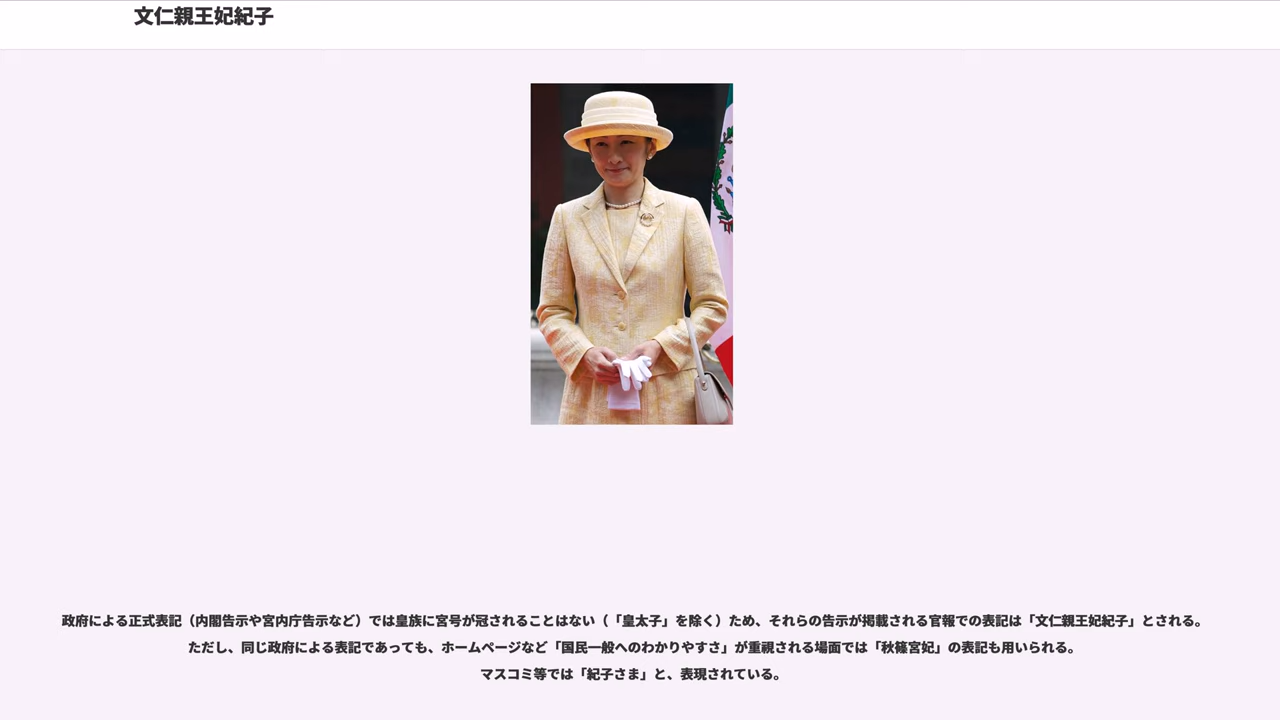 文仁親王妃紀子
政府による正式表記（内閣告示や宮内庁告示など）では皇族に宮号が冠されることはない（「皇太子」を除く）ため、それらの告示が掲載される官報での表記は「文仁親王妃紀子」とされる。
ただし、同じ政府による表記であっても、ホームページなど「国民一般へのわかりやすさ」が重視される場面では「秋篠宮妃」の表記も用いられる。
マスコミ等では「紀子さま」と、表現されている。